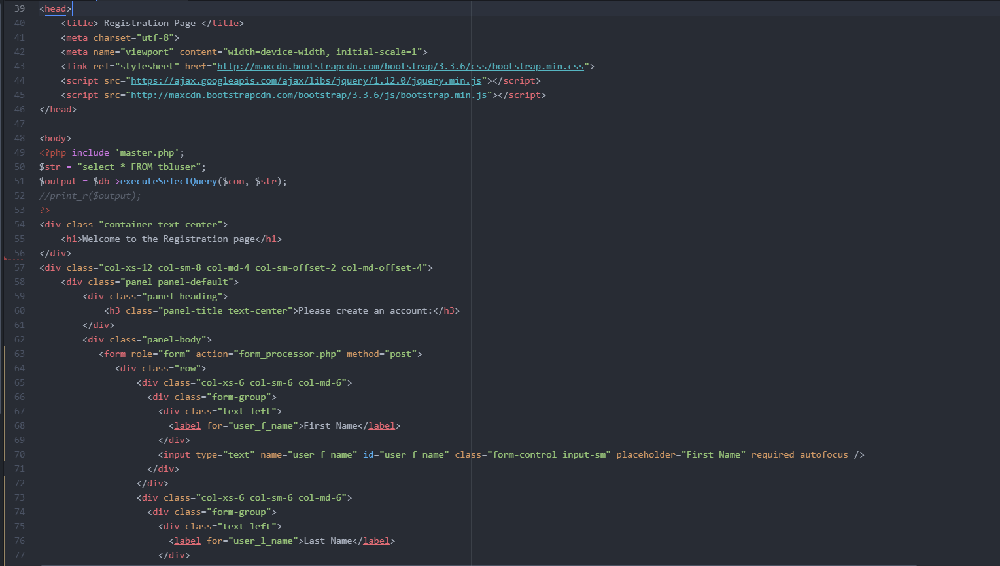 39 <head>
40     <title> Registration Page </title>
41     <meta charset="utf-8">
42     <meta name="viewport" content="width=device-width, initial-scale=1">
43     <link rel="stylesheet" href="http://maxcdn.bootstrapcdn.com/bootstrap/3.3.6/css/bootstrap.min.css">
44     <script src="https://ajax.googleapis.com/ajax/libs/jquery/1.12.0/jquery.min.js"></script>
45     <script src="http://maxcdn.bootstrapcdn.com/bootstrap/3.3.6/js/bootstrap.min.js"></script>
46 </head>
47
48 <body>
49 <?php include 'master.php';
50 $str = "select * FROM tbluser";
51 $output = $db->executeSelectQuery($con, $str);
52 //print_r($output);
53 ?>
54 <div class="container text-center">
55     <h1>Welcome to the Registration page</h1>
56 </div>
57 <div class="col-xs-12 col-sm-8 col-md-4 col-sm-offset-2 col-md-offset-4">
58     <div class="panel panel-default">
59         <div class="panel-heading">
60             <h3 class="panel-title text-center">Please create an account:</h3>
61         </div>
62         <div class="panel-body">
63            <form role="form" action="form_processor.php" method="post">
64               <div class="row">
65                   <div class="col-xs-6 col-sm-6 col-md-6">
66                     <div class="form-group">
67                       <div class="text-left">
68                         <label for="user_f_name">First Name</label>
69                       </div>
70                       <input type="text" name="user_f_name" id="user_f_name" class="form-control input-sm" placeholder="First Name" required autofocus />
71                     </div>
72                   </div>
73                   <div class="col-xs-6 col-sm-6 col-md-6">
74                     <div class="form-group">
75                       <div class="text-left">
76                         <label for="user_l_name">Last Name</label>
77                       </div>